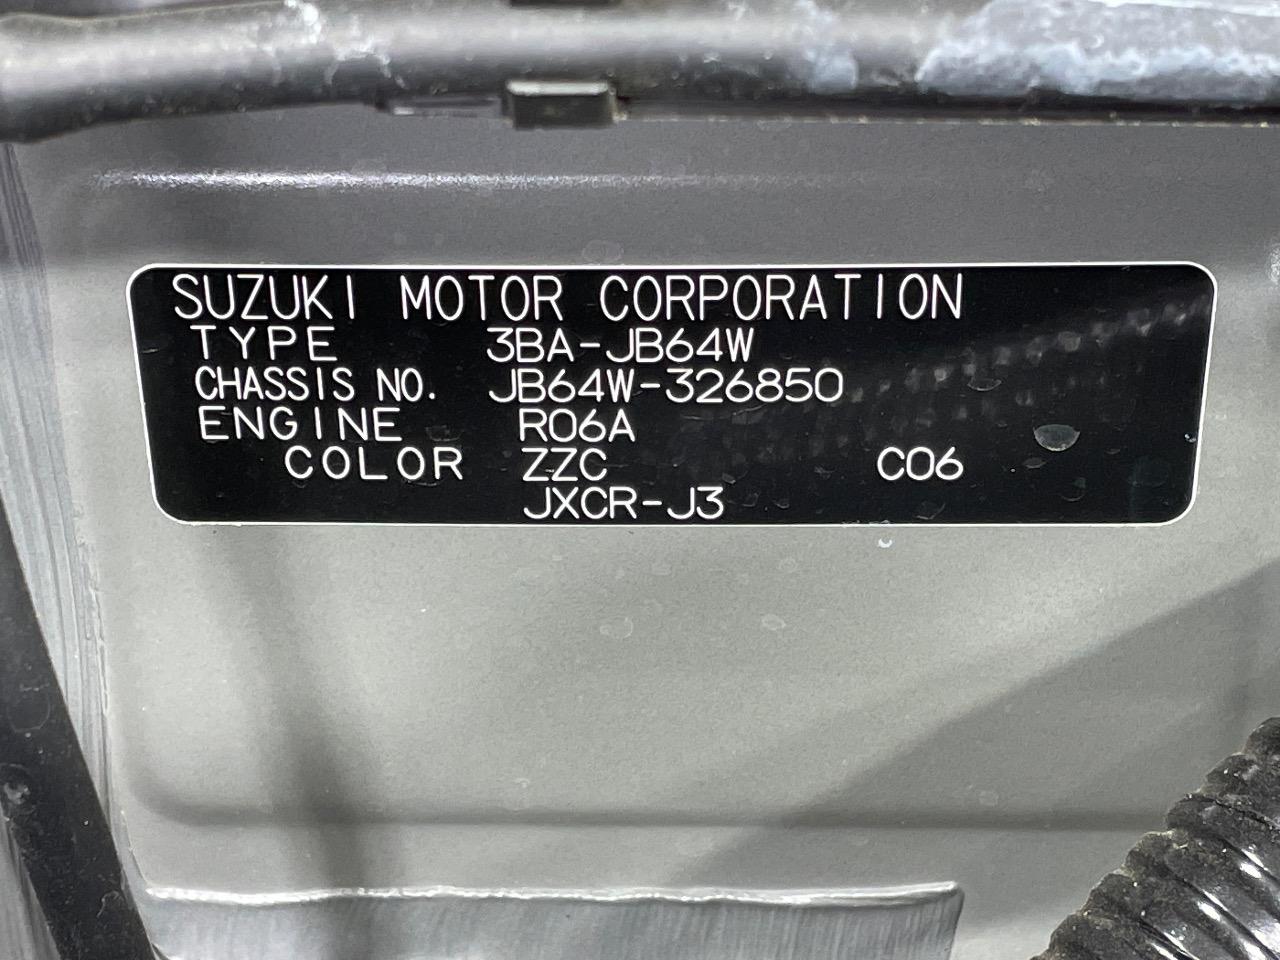 SUZUKI MOTOR CORPORATION
TYPE 3BA-JB64W
CHASSIS NO. JB64W-326850
ENGINE R06A
COLOR ZZC C06
JXCR-J3